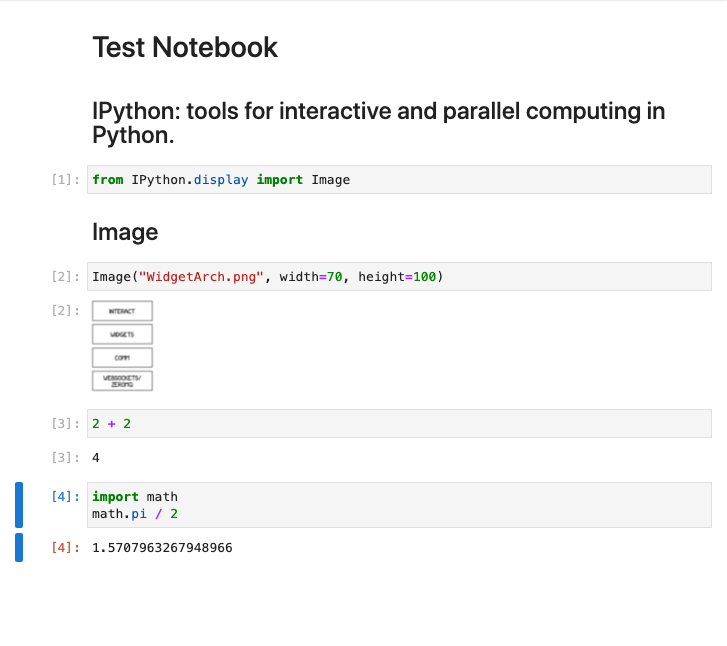 Test Notebook
IPython: tools for interactive and parallel computing in
Python.
[1]: from IPython.display import Image
Image
[2]: Image("WidgetArch.png", width=70, height=100)
[2]:
INTERACT
WIDGETS
COMM
WEBSOCKETS/
ZEROMQ
[3]: 2 + 2
[3]: 4
[4]: import math
math.pi / 2
[4]: 1.5707963267948966